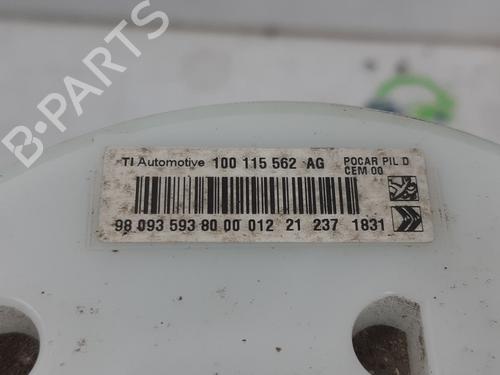 B-PARTS
TI Automotive 100 115 562 AG
POCAR PIL D
CEM 00
98 093 593 80 00 012 21 237 1831